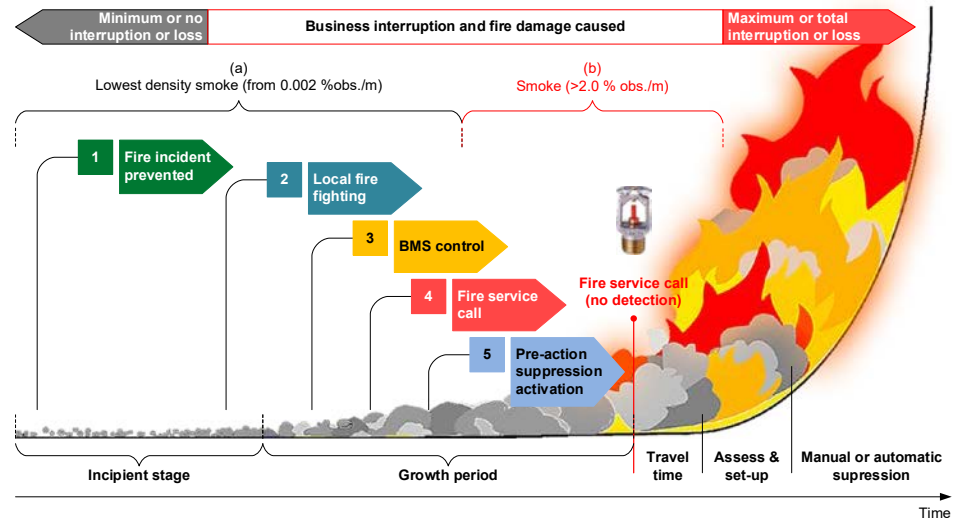 Minimum or no
interruption or loss
Business interruption and fire damage caused
Maximum or total
interruption or loss
(a)
Lowest density smoke (from 0.002 %obs./m)
(b)
Smoke (>2.0 % obs./m)
1
Fire incident
prevented
2
Local fire
fighting
3
BMS control
4
Fire service
call
5
Pre-action
suppression
activation
Fire service call
(no detection)
Incipient stage
Growth period
Travel
time
Assess &
set-up
Manual or automatic
supression
Time